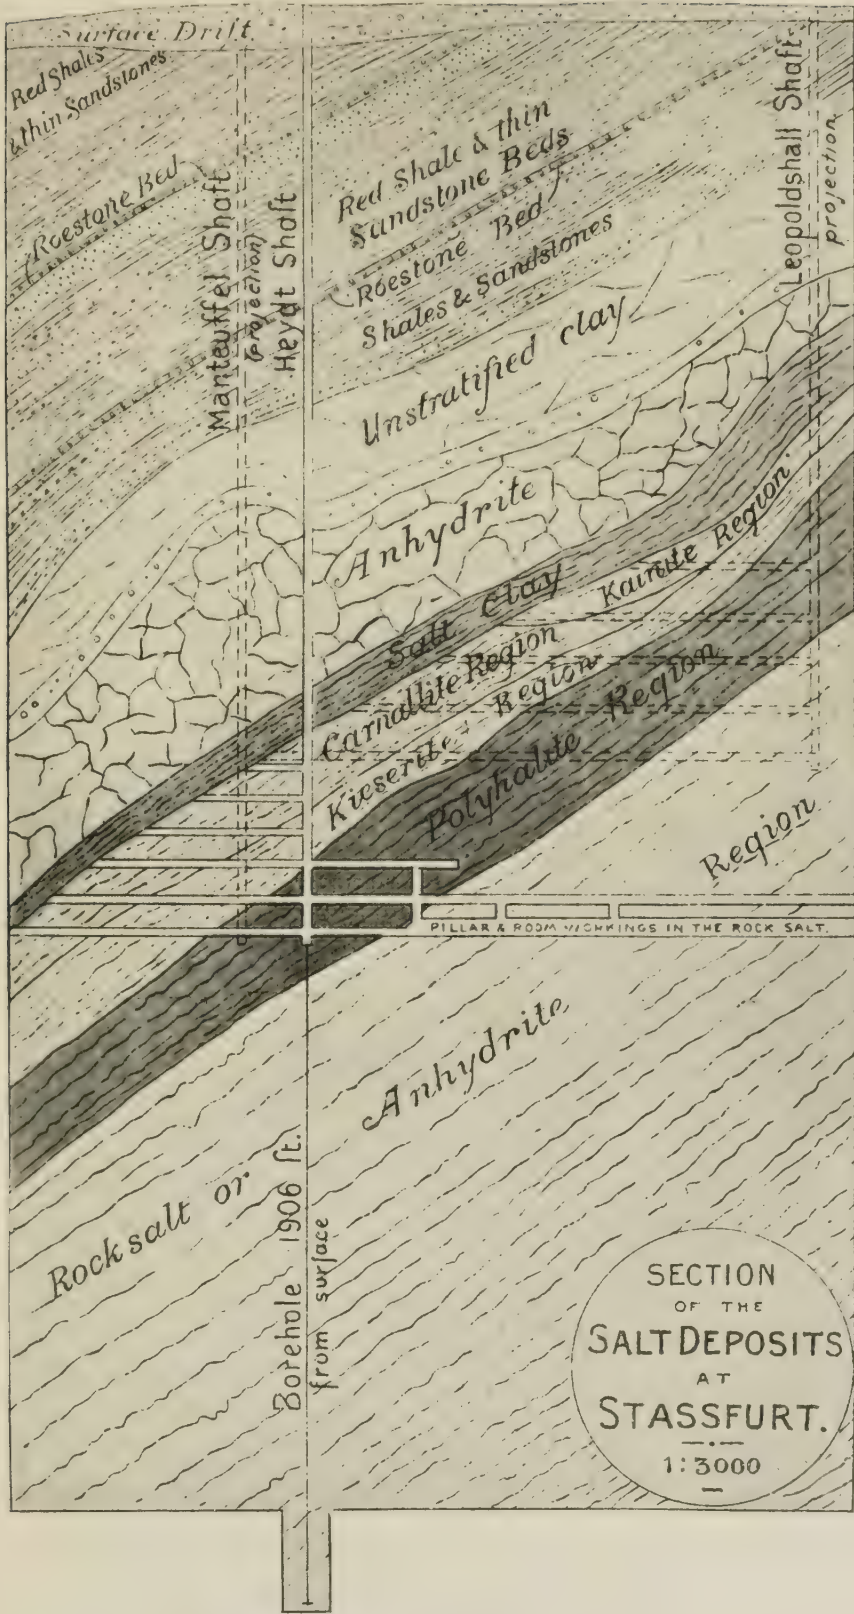 Surface Drift.
Red Shales
& thin Sandstones
Roestone Bed
Manteuffel Shaft
(projection)
Heydt Shaft
Red Shale & thin
Sandstone Beds
Roestone Bed
Shales & Sandstones
Unstratified clay
Leopoldshall Shaft
projection
Anhydrite
Salt Clay
Kainite Region
Carnallite Region
Kieserite Region
Polyhalite Region
Region
PILLAR & ROOM WORKINGS IN THE ROCK SALT.
Anhydrite
Rocksalt or
Borehole 1906 ft.
from surface
SECTION
OF THE
SALT DEPOSITS
AT
STASSFURT.
1:3000